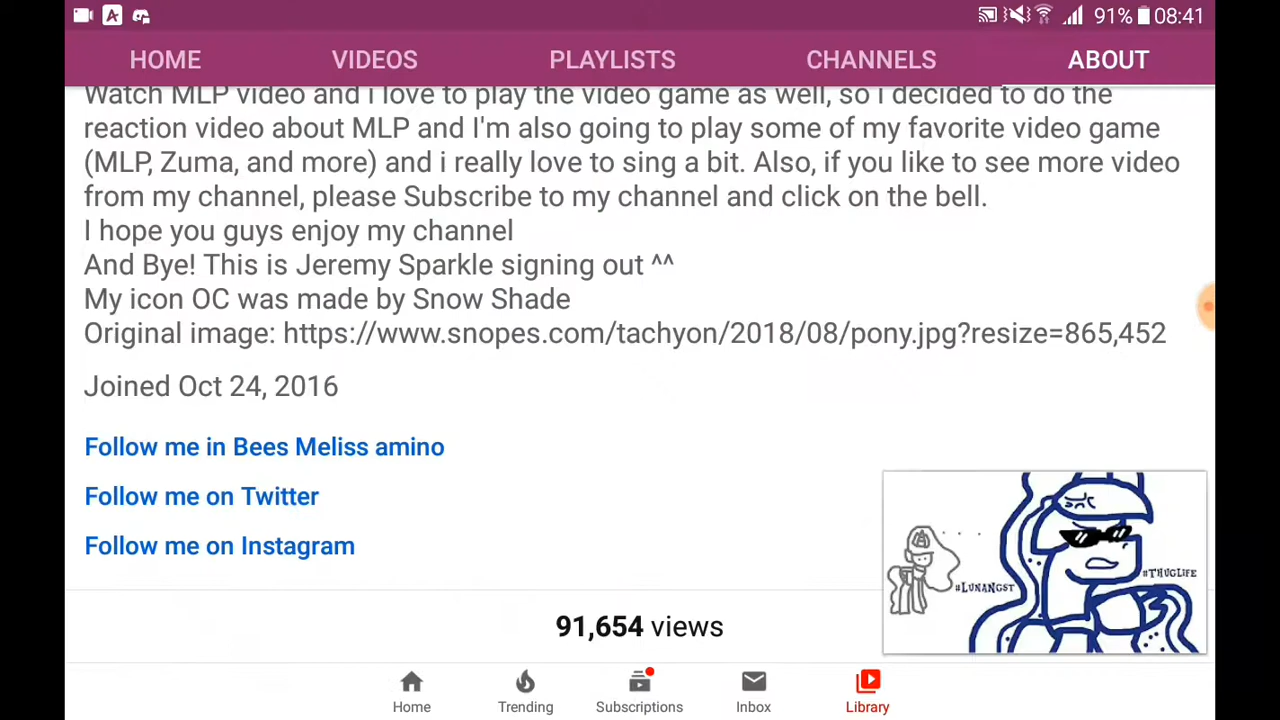 91% 08:41
HOME VIDEOS PLAYLISTS CHANNELS ABOUT
Watch MLP video and i love to play the video game as well, so i decided to do the
reaction video about MLP and I'm also going to play some of my favorite video game
(MLP, Zuma, and more) and i really love to sing a bit. Also, if you like to see more video
from my channel, please Subscribe to my channel and click on the bell.
I hope you guys enjoy my channel
And Bye! This is Jeremy Sparkle signing out ^^
My icon OC was made by Snow Shade
Original image: https://www.snopes.com/tachyon/2018/08/pony.jpg?resize=865,452
Joined Oct 24, 2016
Follow me in Bees Meliss amino
Follow me on Twitter
Follow me on Instagram
#LUNANGST
#THUGLIFE
91,654 views
Home Trending Subscriptions Inbox Library